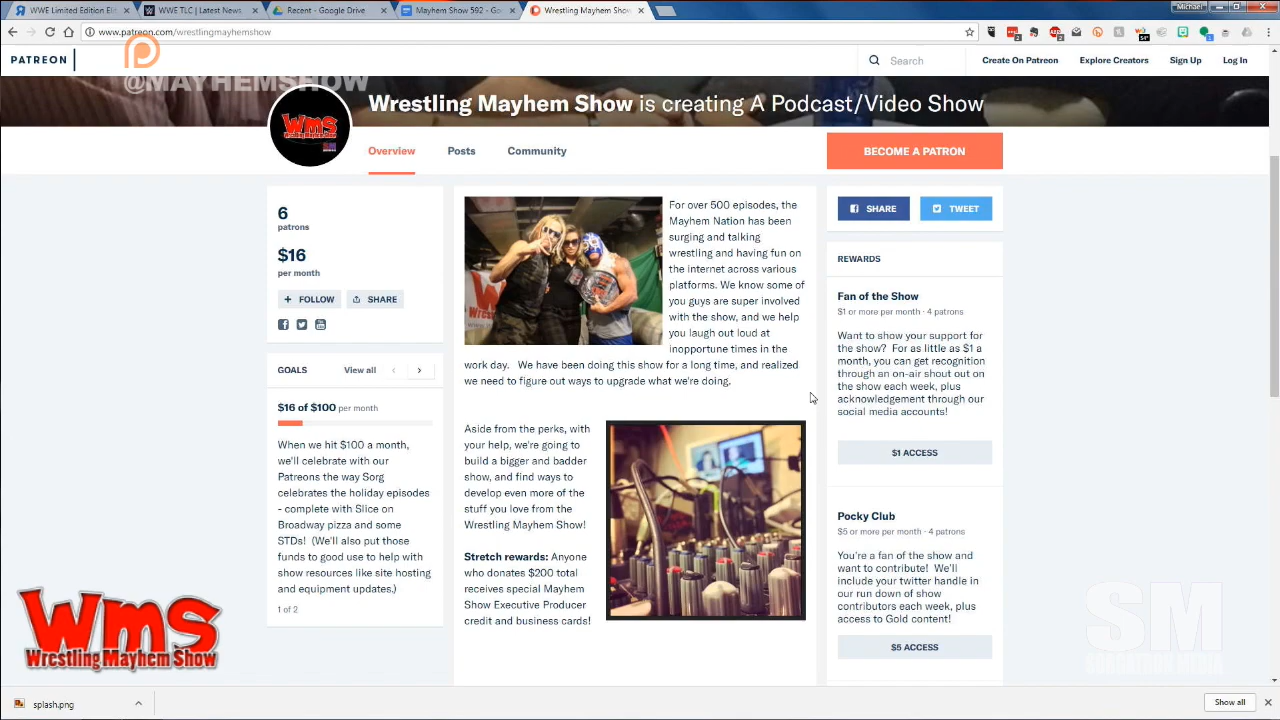 WWE Limited Edition Eli
WWE TLC | Latest News,
Recent - Google Drive
Mayhem Show 592 - Go
Wrestling Mayhem Show
Michael
www.patreon.com/wrestlingmayhemshow
PATREON
Search
Create On Patreon
Explore Creators
Sign Up
Log In
@MAYHEMSHOW
Wrestling Mayhem Show is creating A Podcast/Video Show
Overview
Posts
Community
BECOME A PATRON
6
patrons
$16
per month
FOLLOW
SHARE
GOALS
View all
$16 of $100 per month
When we hit $100 a month,
we'll celebrate with our
Patreons the way Sorg
celebrates the holiday episodes
- complete with Slice on
Broadway pizza and some
STDs! (We'll also put those
funds to good use to help with
show resources like site hosting
and equipment updates.)
1 of 2
For over 500 episodes, the
Mayhem Nation has been
surging and talking
wrestling and having fun on
the internet across various
platforms. We know some of
you guys are super involved
with the show, and we help
you laugh out loud at
inopportune times in the
work day. We have been doing this show for a long time, and realized
we need to figure out ways to upgrade what we're doing.
Aside from the perks, with
your help, we're going to
build a bigger and badder
show, and find ways to
develop even more of the
stuff you love from the
Wrestling Mayhem Show!
Stretch rewards: Anyone
who donates $200 total
receives special Mayhem
Show Executive Producer
credit and business cards!
SHARE
TWEET
REWARDS
Fan of the Show
$1 or more per month · 4 patrons
Want to show your support for
the show? For as little as $1 a
month, you can get recognition
through an on-air shout out on
the show each week, plus
acknowledgement through our
social media accounts!
$1 ACCESS
Pocky Club
$5 or more per month · 4 patrons
You're a fan of the show and
want to contribute! We'll
include your twitter handle in
our run down of show
contributors each week, plus
access to Gold content!
$5 ACCESS
WMS
Wrestling Mayhem Show
SM
SORGATRON MEDIA
splash.png
Show all